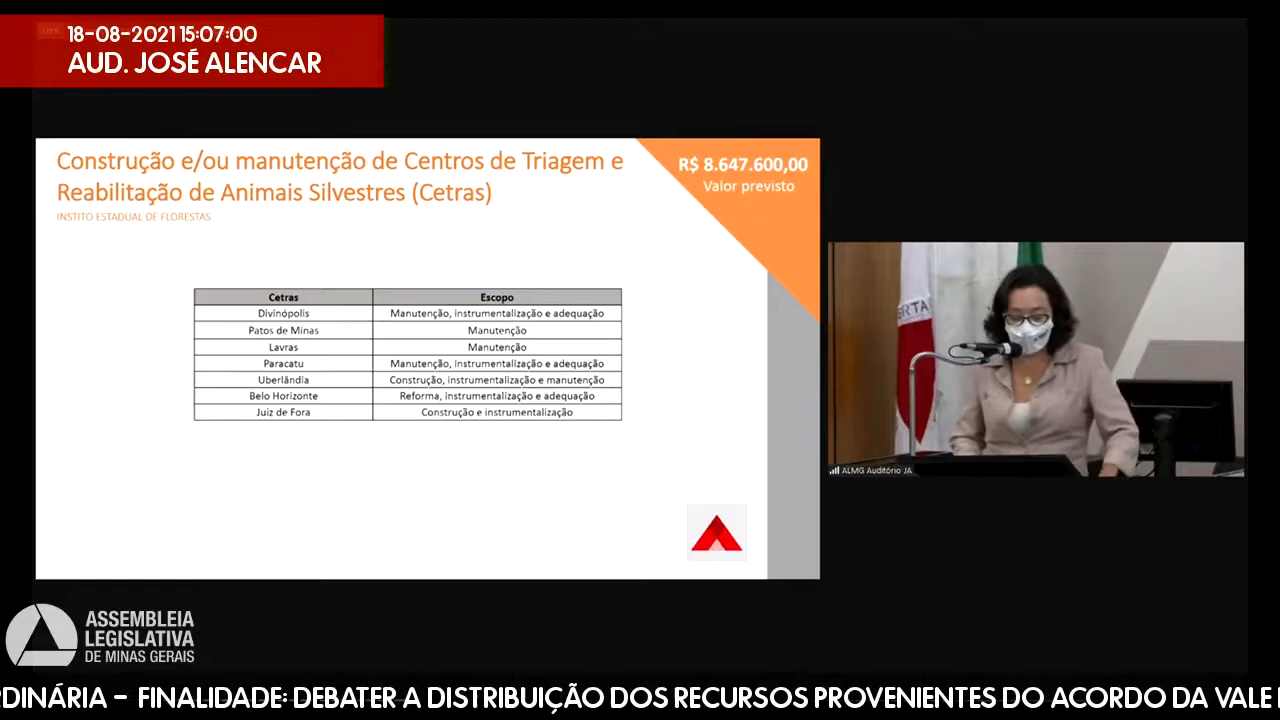 18-08-2021 15:07:00
AUD. JOSÉ ALENCAR
Construção e/ou manutenção de Centros de Triagem e
Reabilitação de Animais Silvestres (Cetras)
INSTITO ESTADUAL DE FLORESTAS
R$ 8.647.600,00
Valor previsto
Cetras Escopo
Divinópolis Manutenção, instrumentalização e adequação
Patos de Minas Manutenção
Lavras Manutenção
Paracatu Manutenção, instrumentalização e adequação
Uberlândia Construção, instrumentalização e manutenção
Belo Horizonte Reforma, instrumentalização e adequação
Juiz de Fora Construção e instrumentalização
ERTA
ALMG Auditório JA
ASSEMBLEIA
LEGISLATIVA
DE MINAS GERAIS
RDINÁRIA - FINALIDADE: DEBATER A DISTRIBUIÇÃO DOS RECURSOS PROVENIENTES DO ACORDO DA VALE